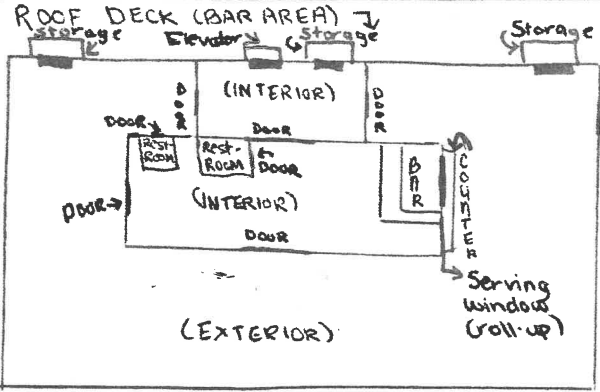 ROOF DECK (BAR AREA)
Storage
Elevator
Storage
Storage
DOOR
(INTERIOR)
DOOR
DOOR
DOOR
REST-
ROOM
REST-
ROOM
DOOR
BAR
COUNTER
DOOR
(INTERIOR)
DOOR
Serving
window
(roll-up)
(EXTERIOR)